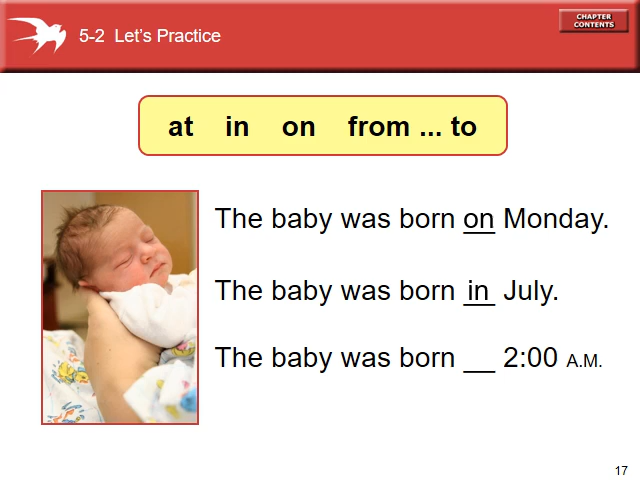 5-2 Let's Practice
CHAPTER
CONTENTS
at in on from ... to
The baby was born on Monday.
The baby was born in July.
The baby was born __ 2:00 A.M.
17